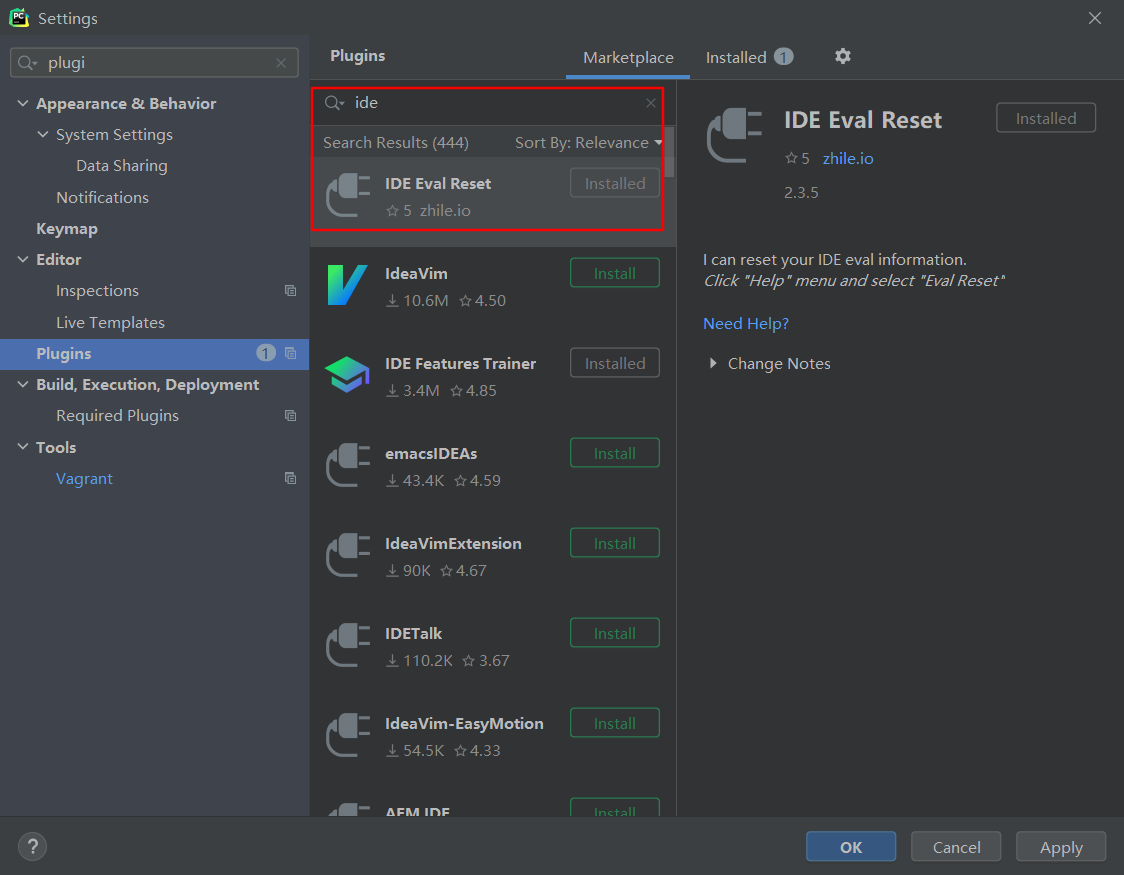 PC
Settings
plugi
Appearance & Behavior
System Settings
Data Sharing
Notifications
Keymap
Editor
Inspections
Live Templates
Plugins 1
Build, Execution, Deployment
Required Plugins
Tools
Vagrant
Plugins
Marketplace
Installed 1
ide
Search Results (444) Sort By: Relevance
IDE Eval Reset Installed
5 zhile.io
IdeaVim Install
10.6M 4.50
IDE Features Trainer Installed
3.4M 4.85
emacsIDEAs Install
43.4K 4.59
IdeaVimExtension Install
90K 4.67
IDETalk Install
110.2K 3.67
IdeaVim-EasyMotion Install
54.5K 4.33
AEM IDE Install
IDE Eval Reset Installed
5 zhile.io
2.3.5
I can reset your IDE eval information.
Click "Help" menu and select "Eval Reset"
Need Help?
Change Notes
?
OK
Cancel
Apply